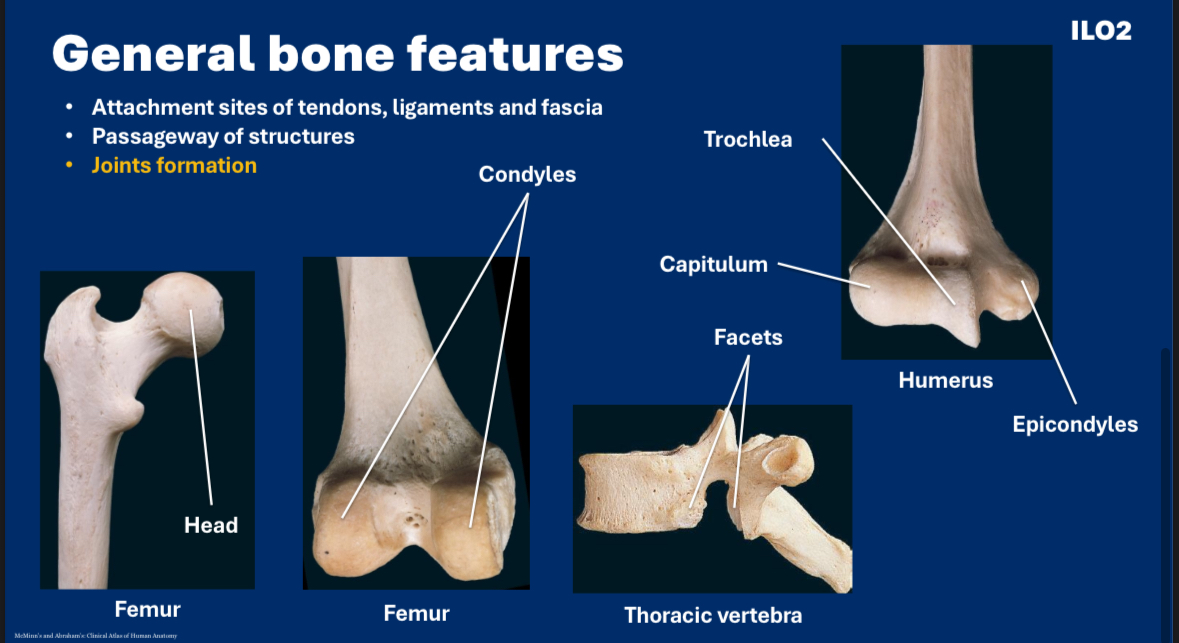 ILO2
General bone features
• Attachment sites of tendons, ligaments and fascia
• Passageway of structures
• Joints formation
Condyles
Trochlea
Capitulum
Facets
Humerus
Epicondyles
Head
Femur
Femur
Thoracic vertebra
McMinn's and Abraham's: Clinical Atlas of Human Anatomy